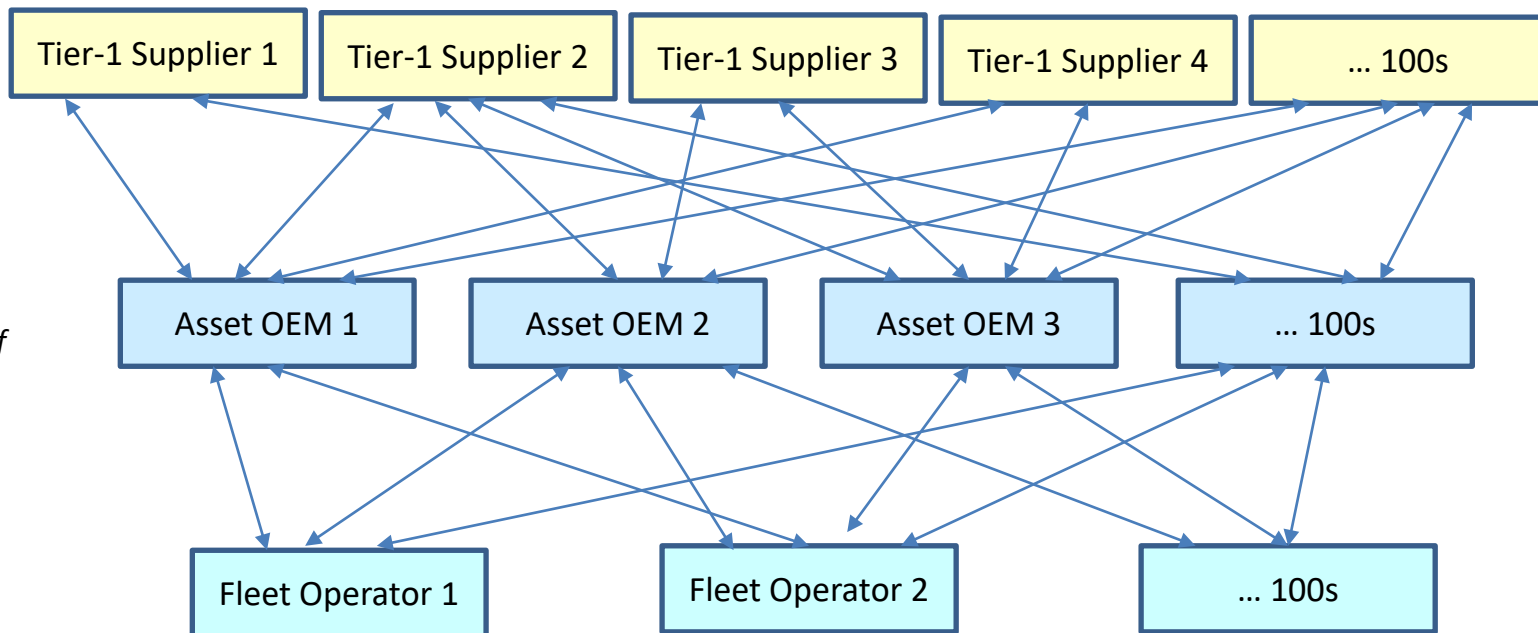 Tier-1 Supplier 1
Tier-1 Supplier 2
Tier-1 Supplier 3
Tier-1 Supplier 4
... 100s
Asset OEM 1
Asset OEM 2
Asset OEM 3
... 100s
f
Fleet Operator 1
Fleet Operator 2
... 100s